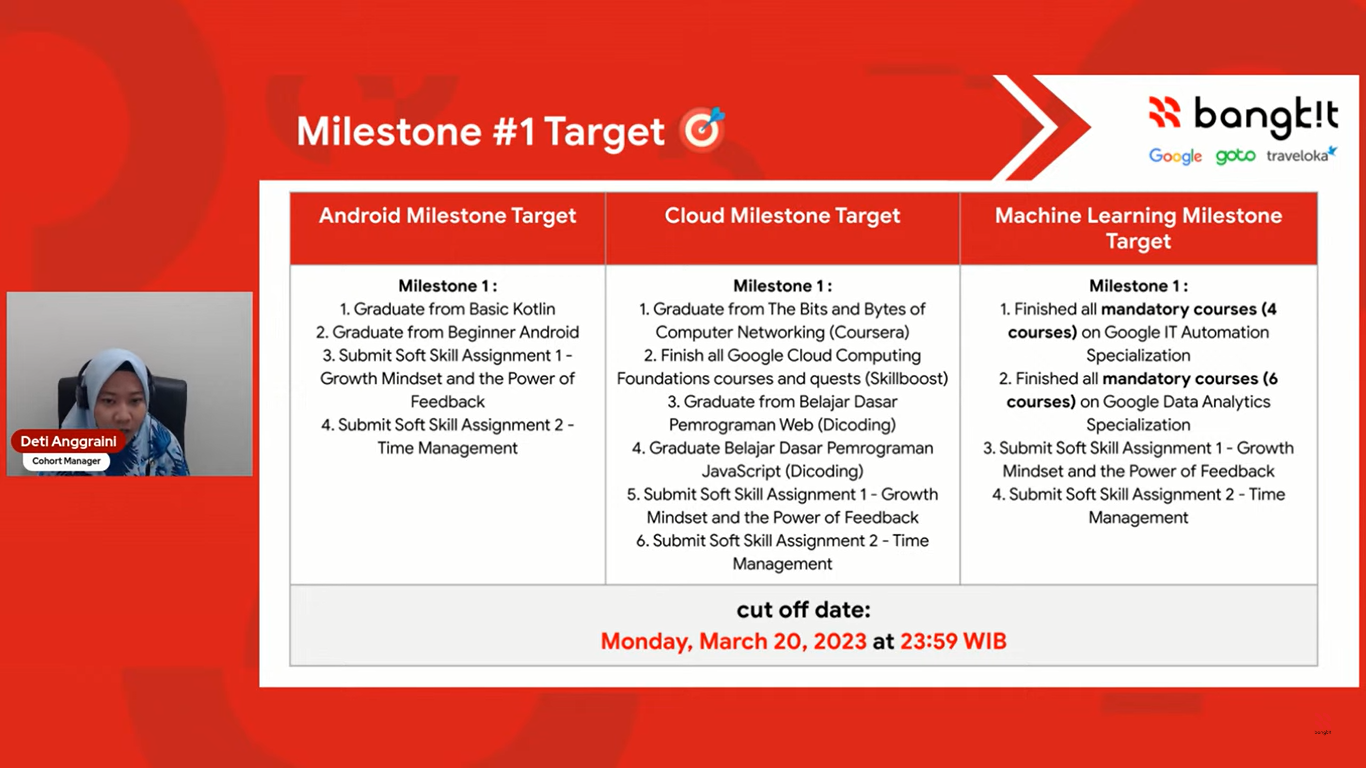 Milestone #1 Target
bangk!t
Google goto traveloka
Android Milestone Target
Milestone 1 :
1. Graduate from Basic Kotlin
2. Graduate from Beginner Android
3. Submit Soft Skill Assignment 1 -
Growth Mindset and the Power of
Feedback
4. Submit Soft Skill Assignment 2 -
Time Management
Cloud Milestone Target
Milestone 1 :
1. Graduate from The Bits and Bytes of
Computer Networking (Coursera)
2. Finish all Google Cloud Computing
Foundations courses and quests (Skillboost)
3. Graduate from Belajar Dasar
Pemrograman Web (Dicoding)
4. Graduate Belajar Dasar Pemrograman
JavaScript (Dicoding)
5. Submit Soft Skill Assignment 1 - Growth
Mindset and the Power of Feedback
6. Submit Soft Skill Assignment 2 - Time
Management
Machine Learning Milestone
Target
Milestone 1 :
1. Finished all mandatory courses (4
courses) on Google IT Automation
Specialization
2. Finished all mandatory courses (6
courses) on Google Data Analytics
Specialization
3. Submit Soft Skill Assignment 1 - Growth
Mindset and the Power of Feedback
4. Submit Soft Skill Assignment 2 - Time
Management
cut off date:
Monday, March 20, 2023 at 23:59 WIB
Deti Anggraini
Cohort Manager
bangk!t